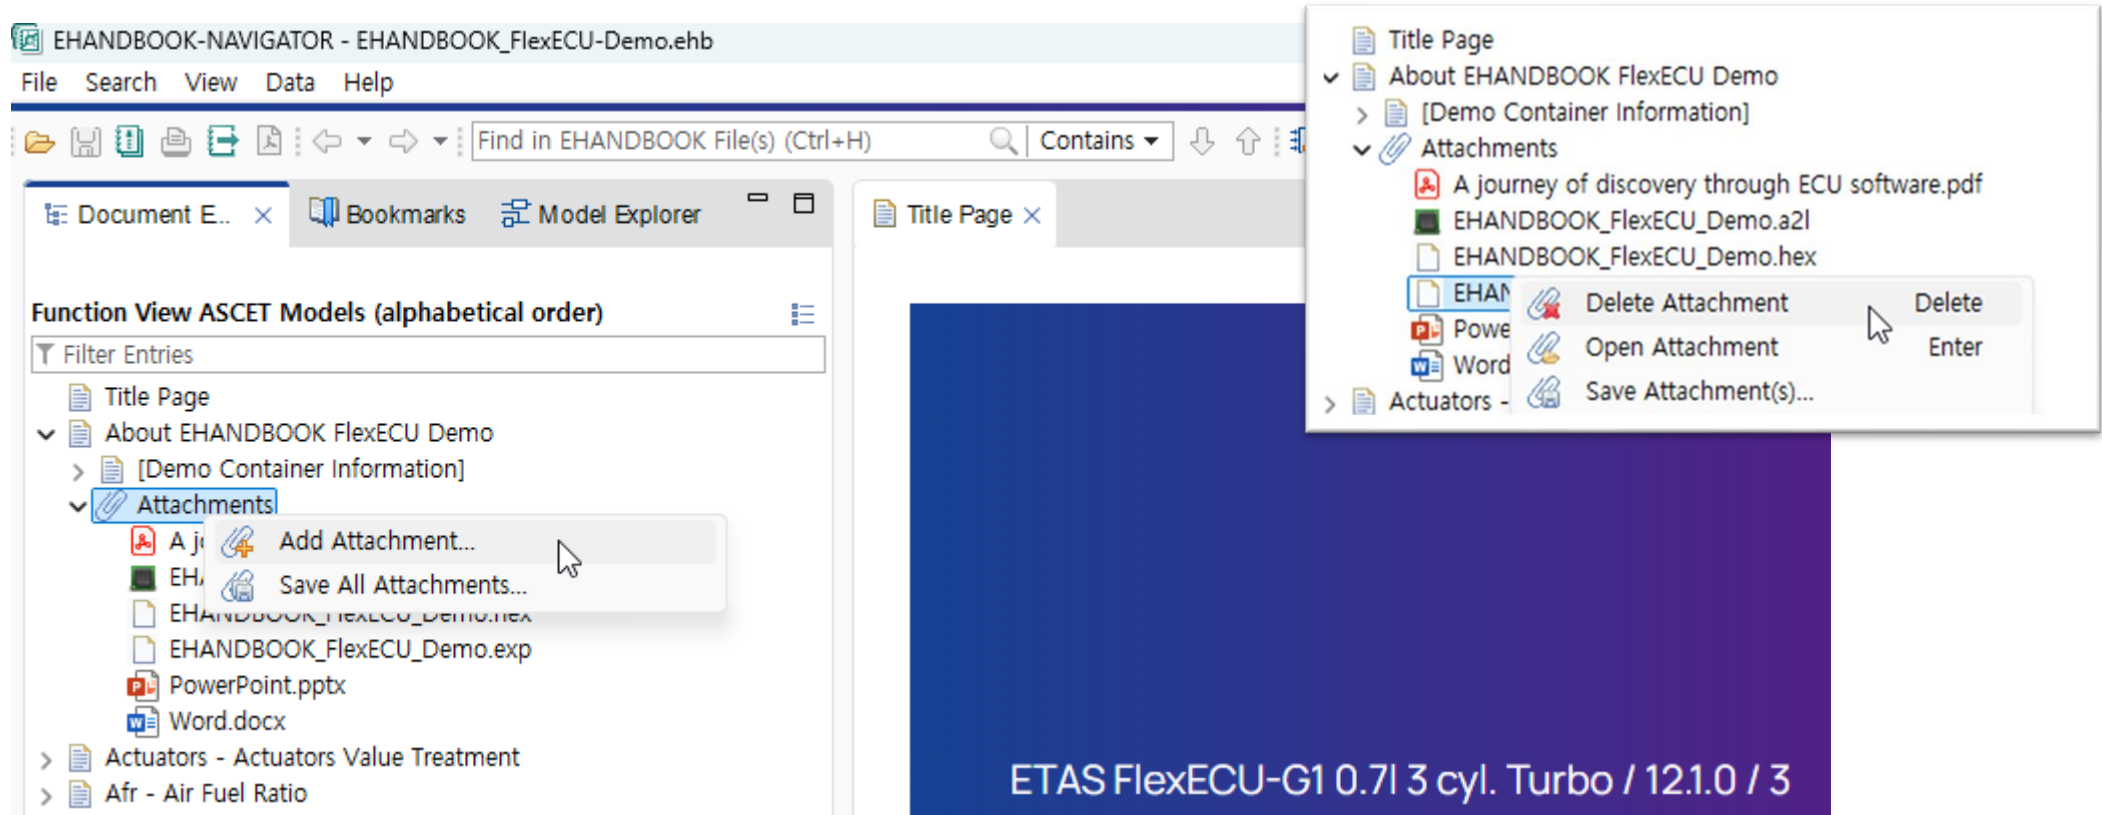 EHANDBOOK-NAVIGATOR - EHANDBOOK_FlexECU-Demo.ehb
File Search View Data Help
Find in EHANDBOOK File(s) (Ctrl+H) Contains
Document E... Bookmarks Model Explorer
Title Page
Function View ASCET Models (alphabetical order)
Filter Entries
Title Page
About EHANDBOOK FlexECU Demo
[Demo Container Information]
Attachments
A
Add Attachment...
Save All Attachments...
EHANDBOOK_FlexECU_Demo.hex
EHANDBOOK_FlexECU_Demo.exp
PowerPoint.pptx
Word.docx
Actuators - Actuators Value Treatment
Afr - Air Fuel Ratio
ETAS FlexECU-G1 0.7l 3 cyl. Turbo / 12.1.0 / 3
Title Page
About EHANDBOOK FlexECU Demo
[Demo Container Information]
Attachments
A journey of discovery through ECU software.pdf
EHANDBOOK_FlexECU_Demo.a2l
EHANDBOOK_FlexECU_Demo.hex
Delete Attachment Delete
Open Attachment Enter
Word
Save Attachment(s)...
Actuators -